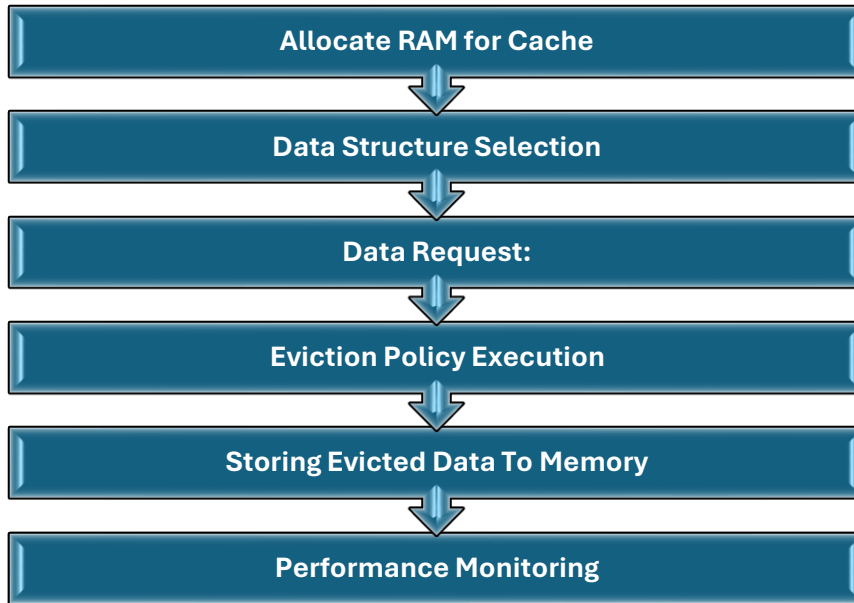 Allocate RAM for Cache
Data Structure Selection
Data Request:
Eviction Policy Execution
Storing Evicted Data To Memory
Performance Monitoring